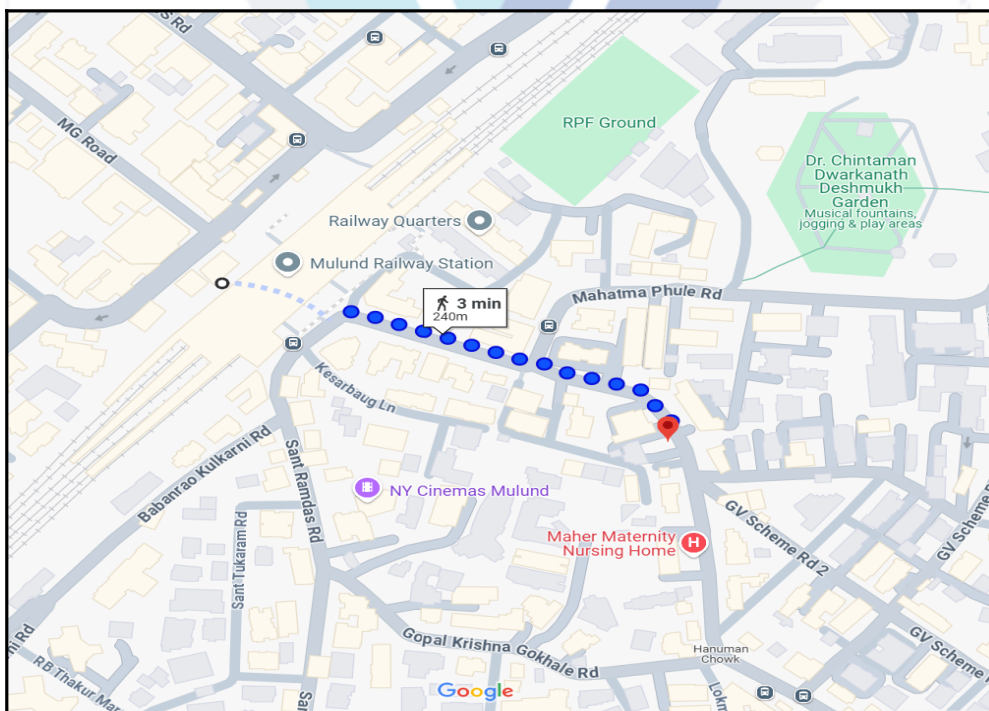 s Rd
MG Road
RPF Ground
Dr. Chintaman
Dwarkanath
Deshmukh
Garden
Musical fountains,
jogging & play areas
Railway Quarters
Mulund Railway Station
3 min
240m
Mahatma Phule Rd
Kesarbaug Ln
Babanrao Kulkarni Rd
Sant Ramdas Rd
NY Cinemas Mulund
Sant Tukaram Rd
Maher Maternity
Nursing Home
H
GV Scheme Rd 2
GV Scheme R
GV Scheme R
Gopal Krishna Gokhale Rd
Hanuman
Chowk
Lokm
ni Rd
RB Thakur Mar
Sa
Google